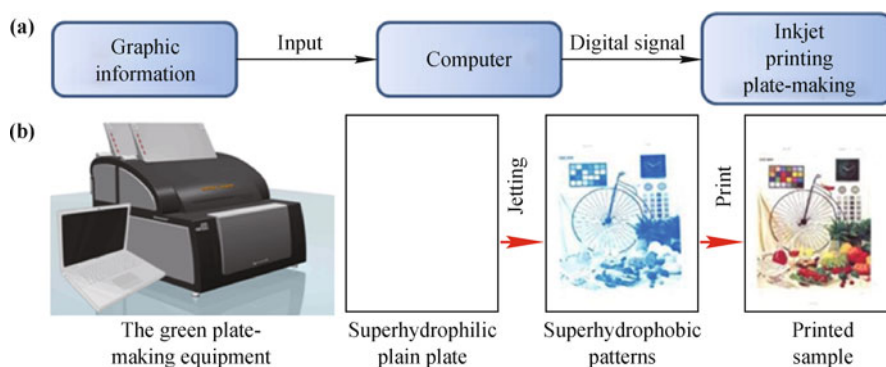 (a)
Graphic
information
Input
Computer
Digital signal
Inkjet
printing
plate-making
(b)
Jetting
Print
The green plate-
making equipment
Superhydrophilic
plain plate
Superhydrophobic
patterns
Printed
sample